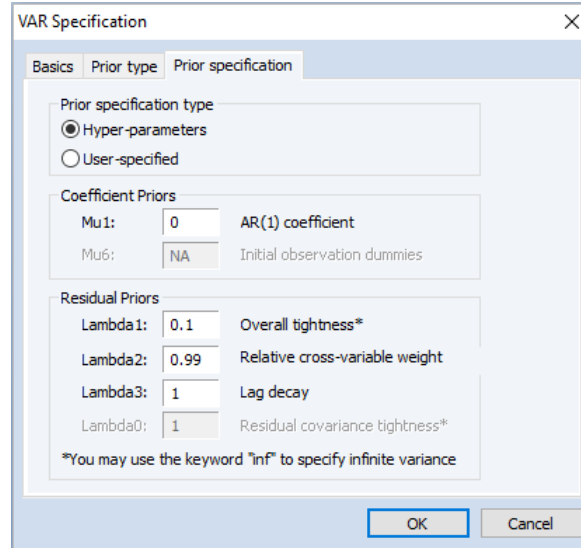 VAR Specification
Basics Prior type Prior specification
Prior specification type
Hyper-parameters
User-specified
Coefficient Priors
Mu1: 0 AR(1) coefficient
Mu6: NA Initial observation dummies
Residual Priors
Lambda1: 0.1 Overall tightness*
Lambda2: 0.99 Relative cross-variable weight
Lambda3: 1 Lag decay
Lambda0: 1 Residual covariance tightness*
*You may use the keyword "inf" to specify infinite variance
OK Cancel